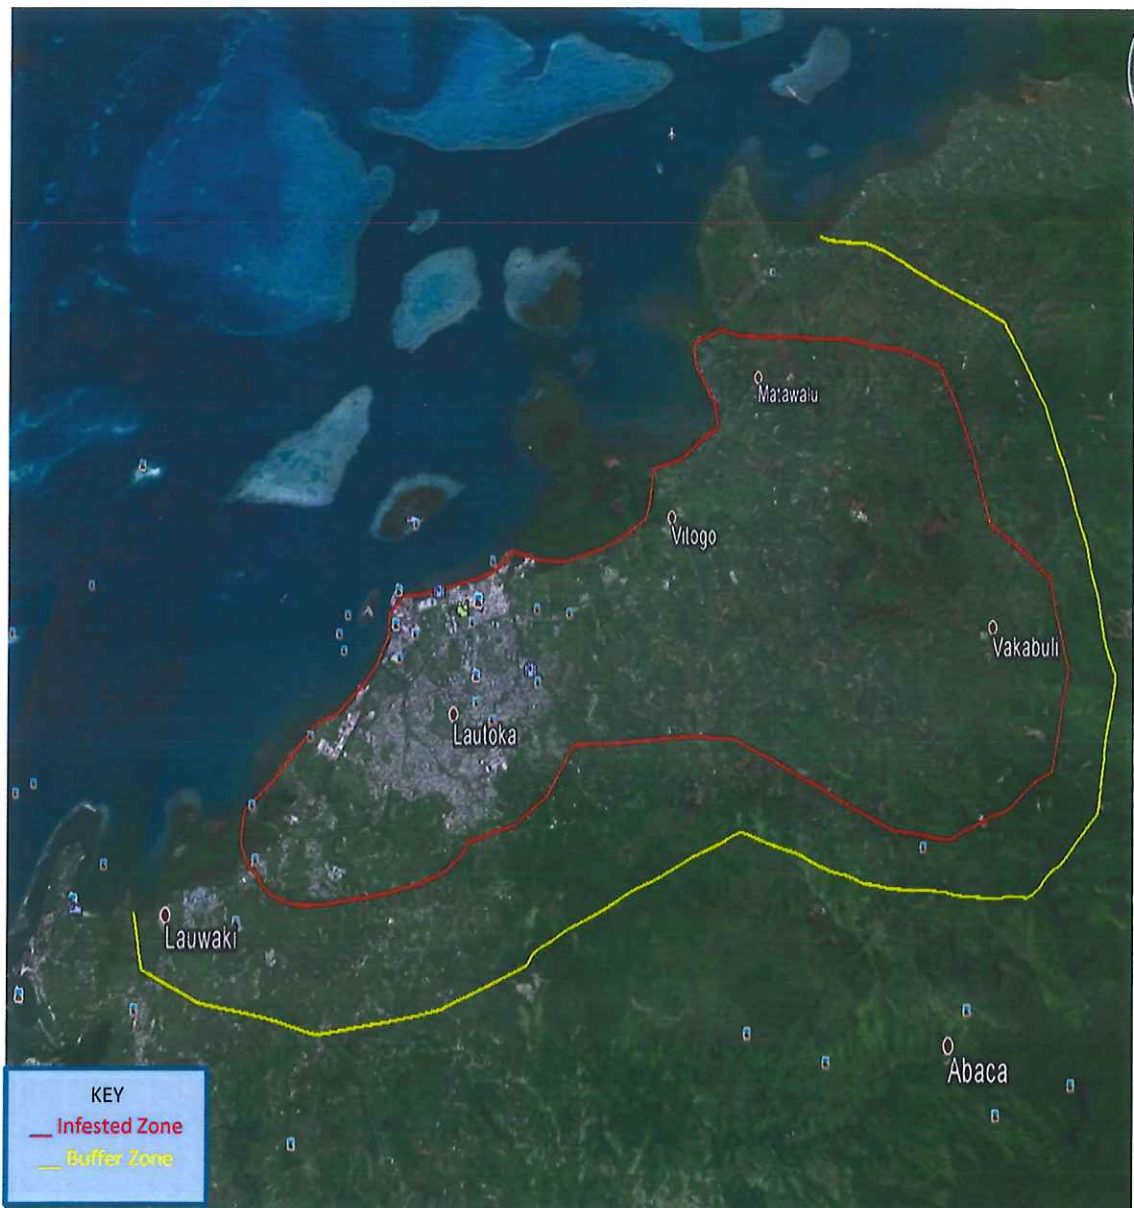 Matawalu
Vitogo
Vakabuli
Lautoka
Lauwaki
Abaca
KEY
__ Infested Zone
__ Buffer Zone